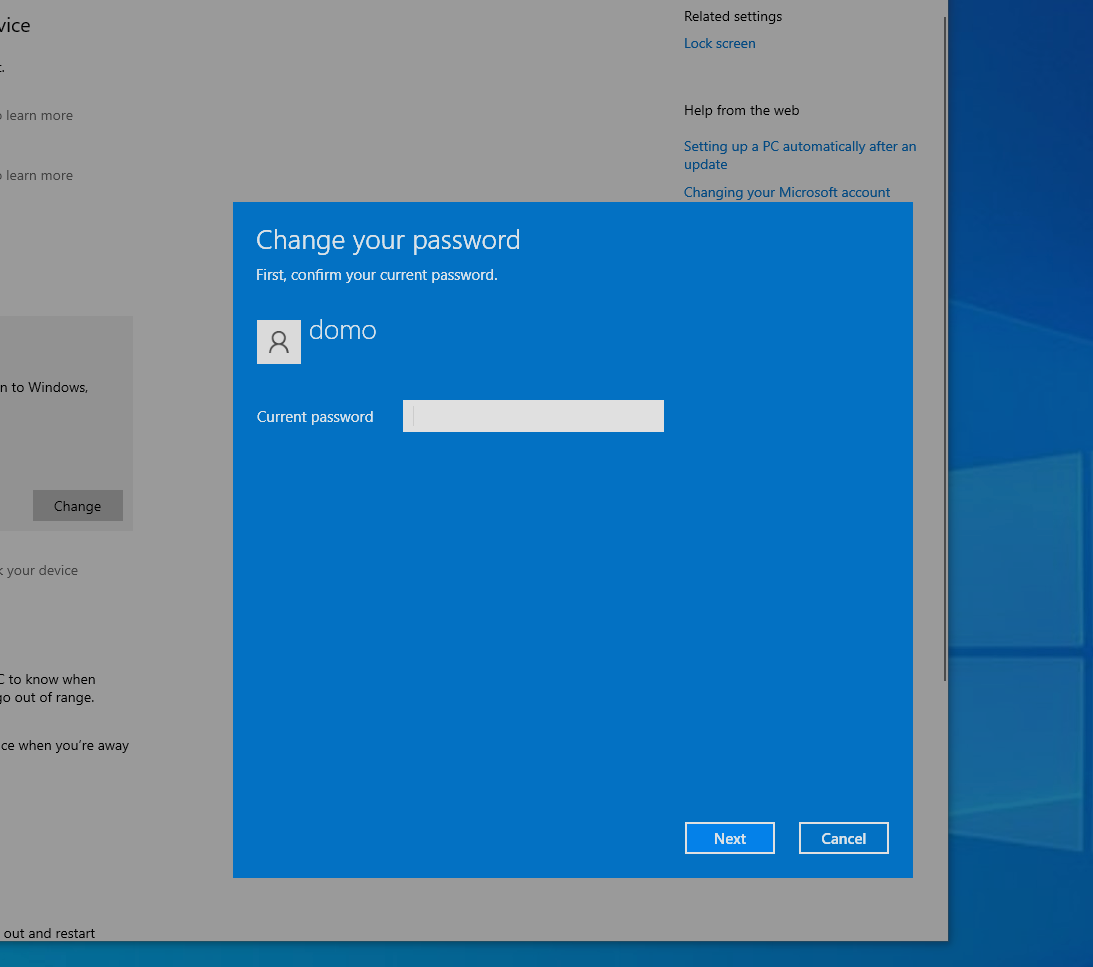 vice
t.
o learn more
o learn more
n to Windows,
Change
k your device
C to know when
go out of range.
ce when you're away
out and restart
Related settings
Lock screen
Help from the web
Setting up a PC automatically after an
update
Changing your Microsoft account
Change your password
First, confirm your current password.
domo
Current password
Next
Cancel